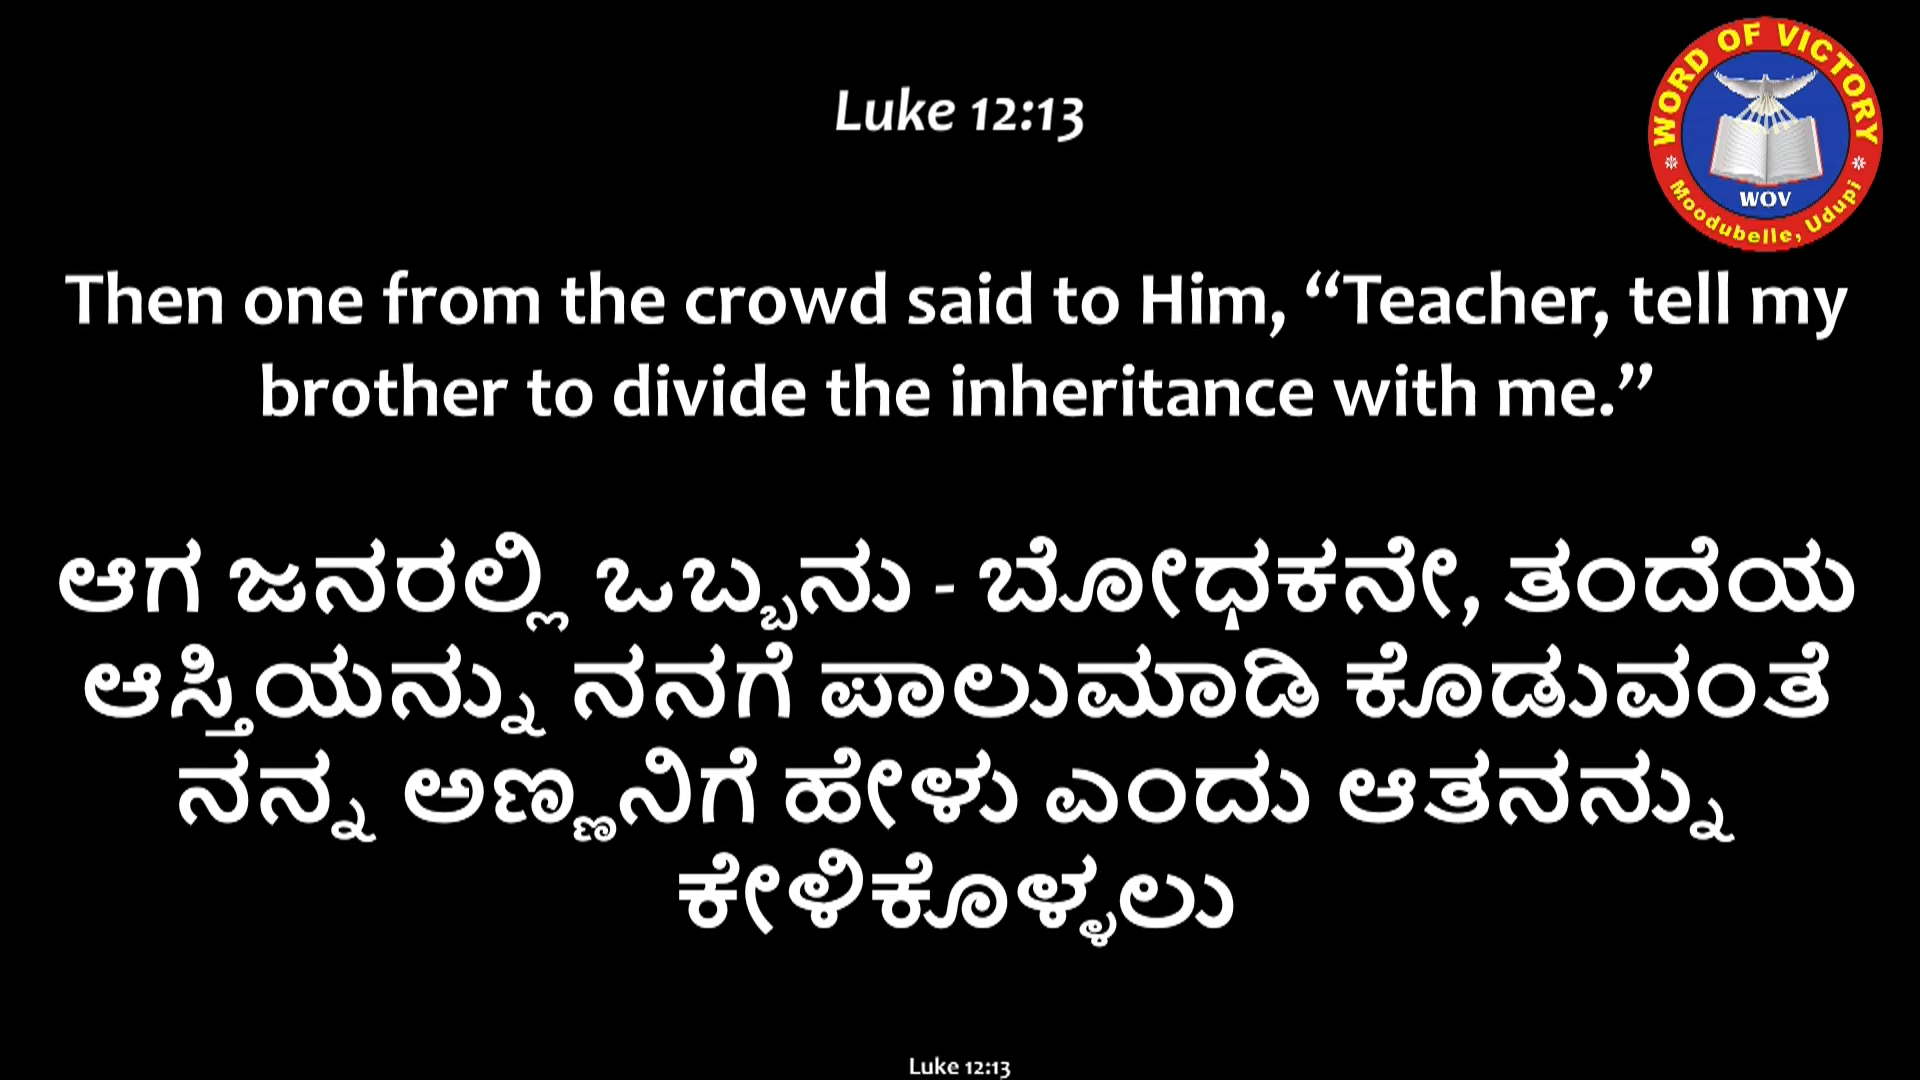 Luke 12:13
WORD OF VICTORY
WOV
* Moodubelle, Udupi *
Then one from the crowd said to Him, “Teacher, tell my
brother to divide the inheritance with me.”
ಆಗ ಜನರಲ್ಲಿ ಒಬ್ಬನು - ಬೋಧಕನೇ, ತಂದೆಯ
ಆಸ್ತಿಯನ್ನು ನನಗೆ ಪಾಲುಮಾಡಿ ಕೊಡುವಂತೆ
ನನ್ನ ಅಣ್ಣನಿಗೆ ಹೇಳು ಎಂದು ಆತನನ್ನು
ಕೇಳಿಕೊಳ್ಳಲು
Luke 12:13